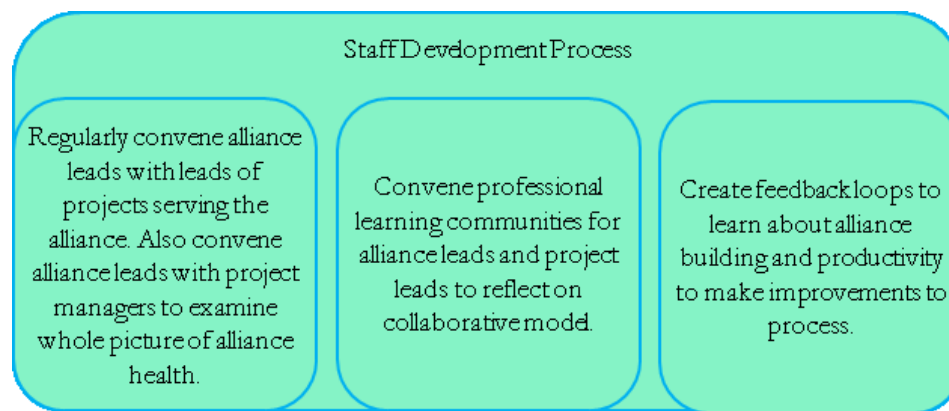 Staff Development Process
Regularly convene alliance
leads with leads of
projects serving the
alliance. Also convene
alliance leads with project
managers to examine
whole picture of alliance
health.
Convene professional
learning communities for
alliance leads and project
leads to reflect on
collaborative model.
Create feedback loops to
learn about alliance
building and productivity
to make improvements to
process.